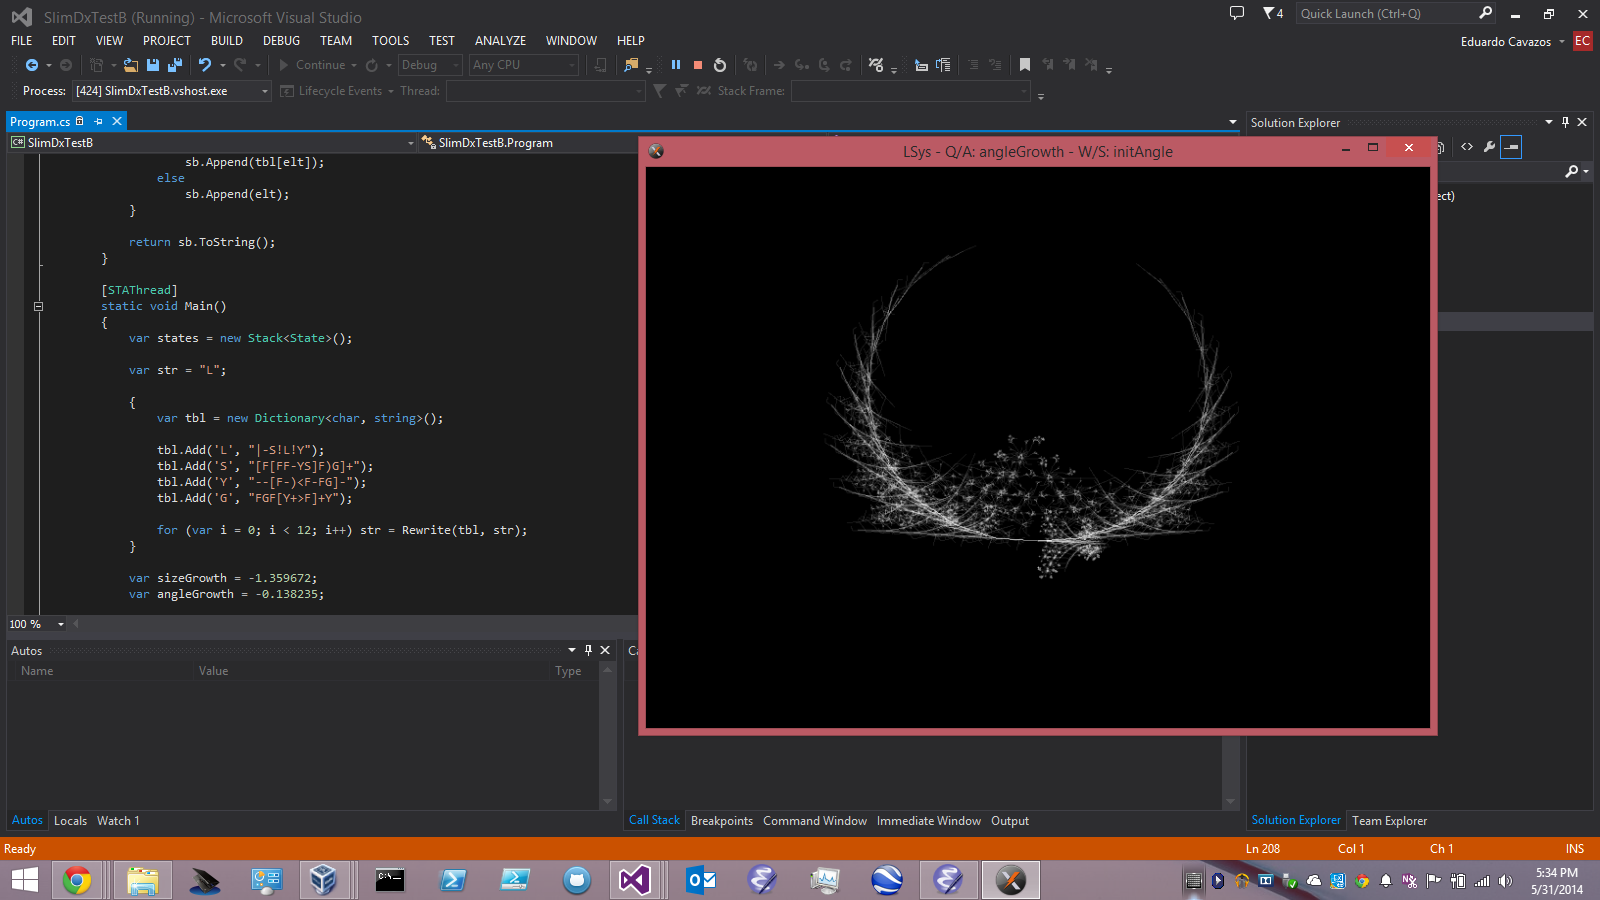 SlimDxTestB (Running) - Microsoft Visual Studio
4
Quick Launch (Ctrl+Q)
FILE EDIT VIEW PROJECT BUILD DEBUG TEAM TOOLS TEST ANALYZE WINDOW HELP
Eduardo Cavazos EC
Continue Debug Any CPU
Process: [424] SlimDxTestB.vshost.exe Lifecycle Events Thread: Stack Frame:
Program.cs
Solution Explorer
SlimDxTestB SlimDxTestB.Program
LSys - Q/A: angleGrowth - W/S: initAngle
ect)
sb.Append(tbl[elt]);
else
sb.Append(elt);
}
return sb.ToString();
}
[STAThread]
static void Main()
{
var states = new Stack<State>();
var str = "L";
{
var tbl = new Dictionary<char, string>();
tbl.Add('L', "|-S!L!Y");
tbl.Add('S', "[F[FF-YS]F)G]+");
tbl.Add('Y', "--[F-)<F-FG]-");
tbl.Add('G', "FGF[Y+>F]+Y");
for (var i = 0; i < 12; i++) str = Rewrite(tbl, str);
}
var sizeGrowth = -1.359672;
var angleGrowth = -0.138235;
100 %
Autos
Name Value Type
Autos Locals Watch 1
Call Stack Breakpoints Command Window Immediate Window Output
Solution Explorer Team Explorer
Ready
Ln 208 Col 1 Ch 1 INS
5:34 PM
5/31/2014